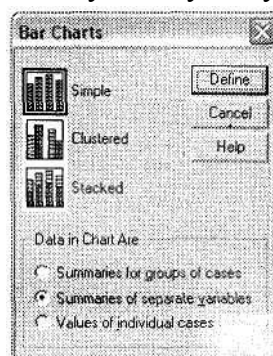 Bar Charts
Simple
Define
Cancel
Clustered
Help
Stacked
Data in Chart Are
Summaries for groups of cases
Summaries of separate variables
Values of individual cases